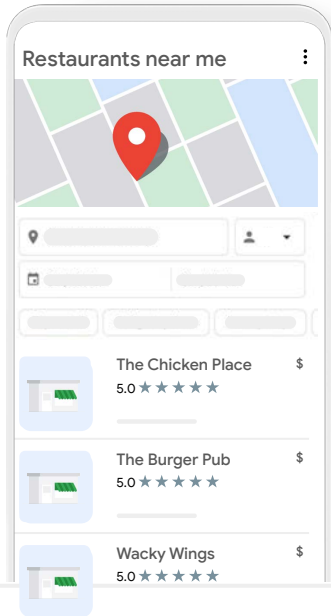 Restaurants near me
The Chicken Place $
5.0
The Burger Pub $
5.0
Wacky Wings $
5.0